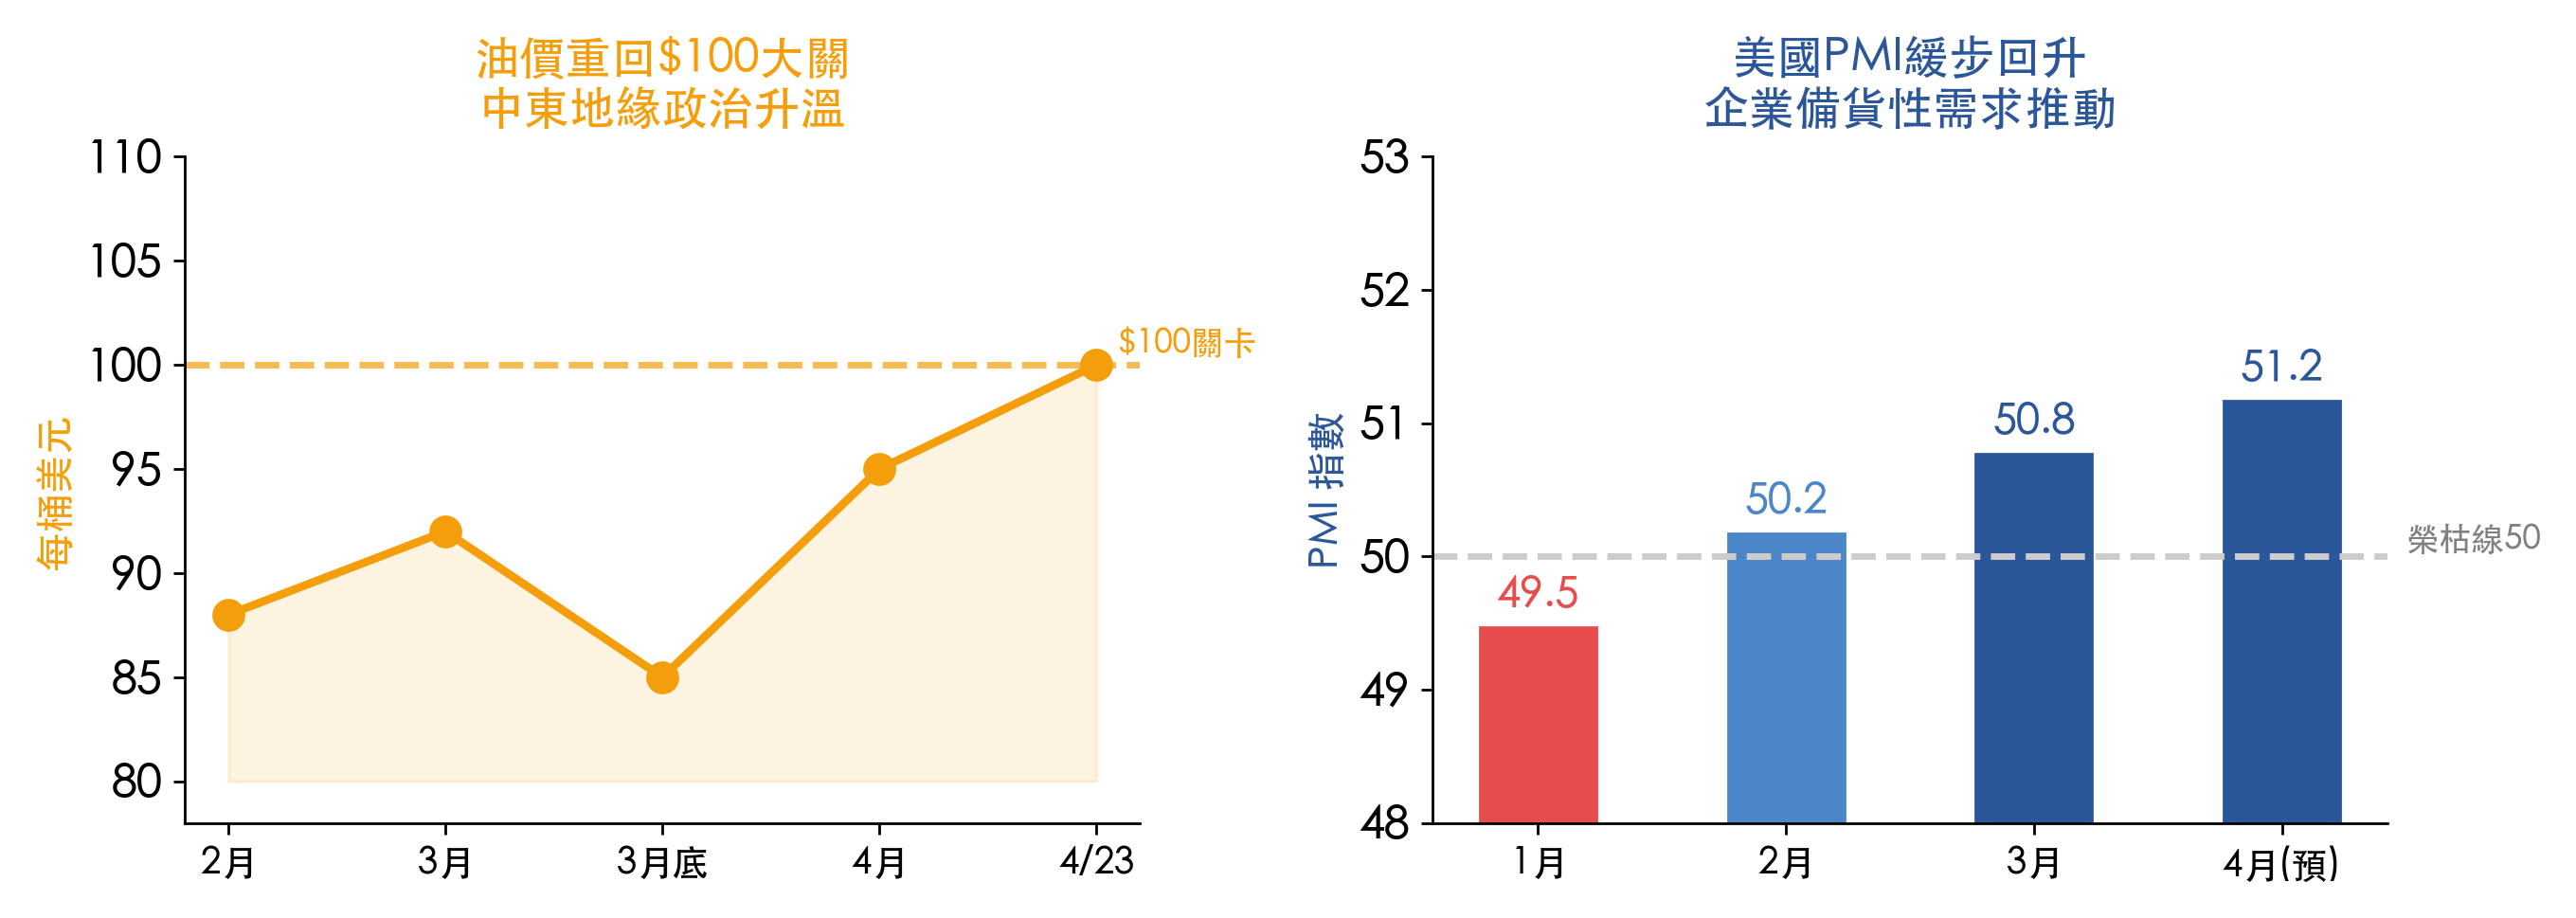 油價重回$100大關
中東地緣政治升溫
110
105
100
95
90
85
80
每桶美元
$100關卡
2月
3月
3月底
4月
4/23
美國PMI緩步回升
企業備貨性需求推動
53
52
51
50
49
48
PMI 指數
49.5
50.2
50.8
51.2
榮枯線50
1月
2月
3月
4月(預)